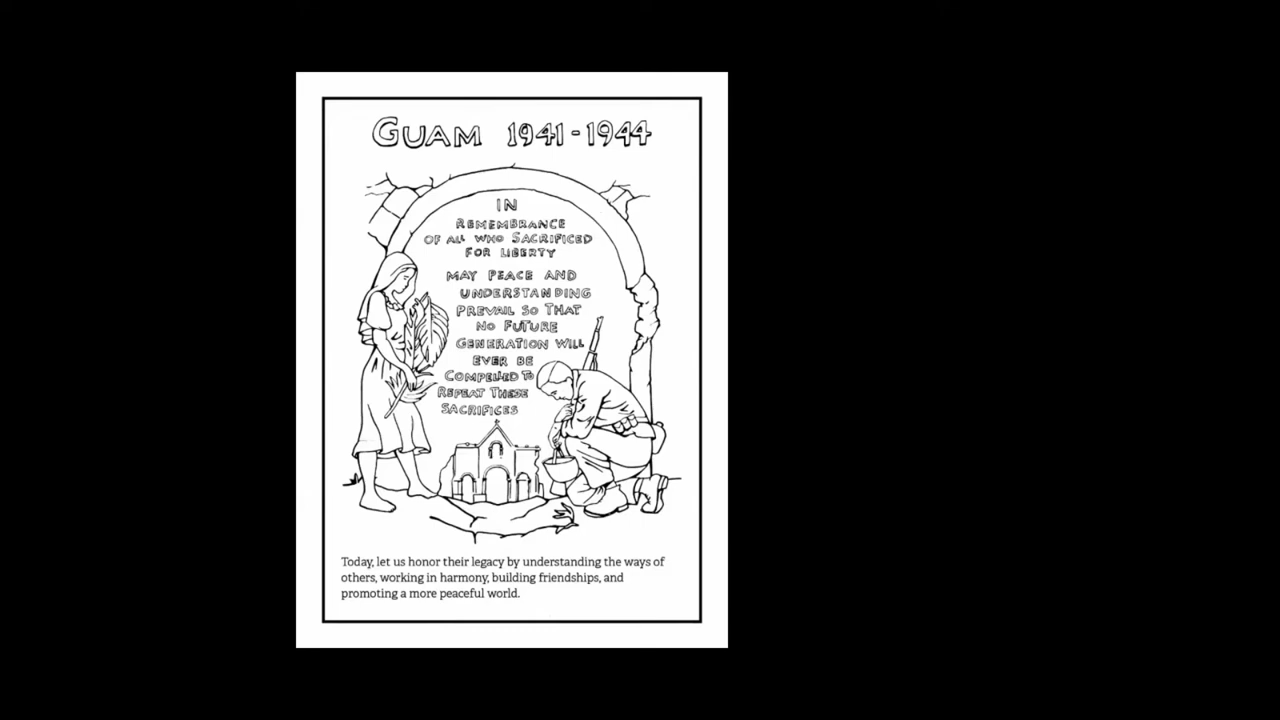 GUAM 1941-1944
IN
REMEMBRANCE
OF ALL WHO SACRIFICED
FOR LIBERTY
MAY PEACE AND
UNDERSTANDING
PREVAIL SO THAT
NO FUTURE
GENERATION WILL
EVER BE
COMPELLED TO
REPEAT THESE
SACRIFICES
Today, let us honor their legacy by understanding the ways of
others, working in harmony, building friendships, and
promoting a more peaceful world.